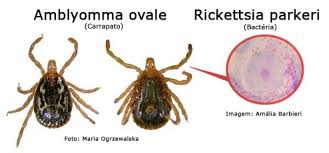 Amblyomma ovale
(Carrapato)
Rickettsia parkeri
(Bactéria)
Foto: Maria Ogrzewalska
Imagem: Amália Barbieri